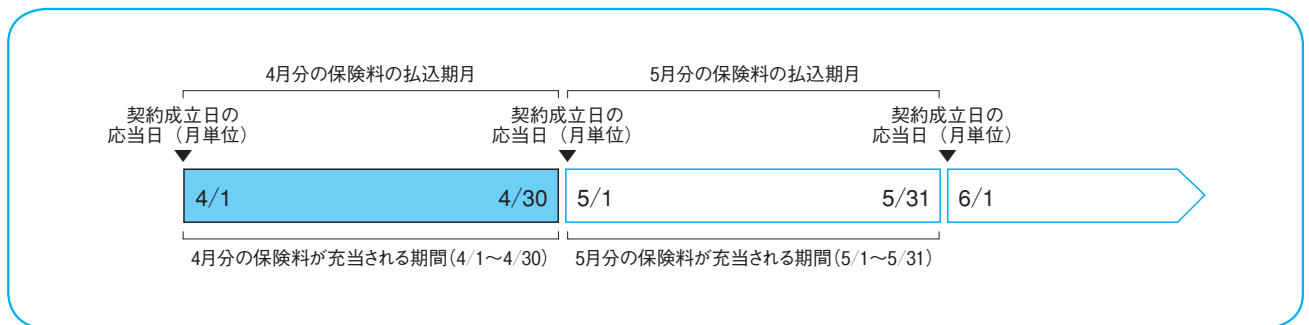 4月分の保険料の払込期月
5月分の保険料の払込期月
契約成立日の
応当日（月単位）
契約成立日の
応当日（月単位）
契約成立日の
応当日（月単位）
4/1
4/30
5/1
5/31
6/1
4月分の保険料が充当される期間（4/1～4/30）
5月分の保険料が充当される期間（5/1～5/31）